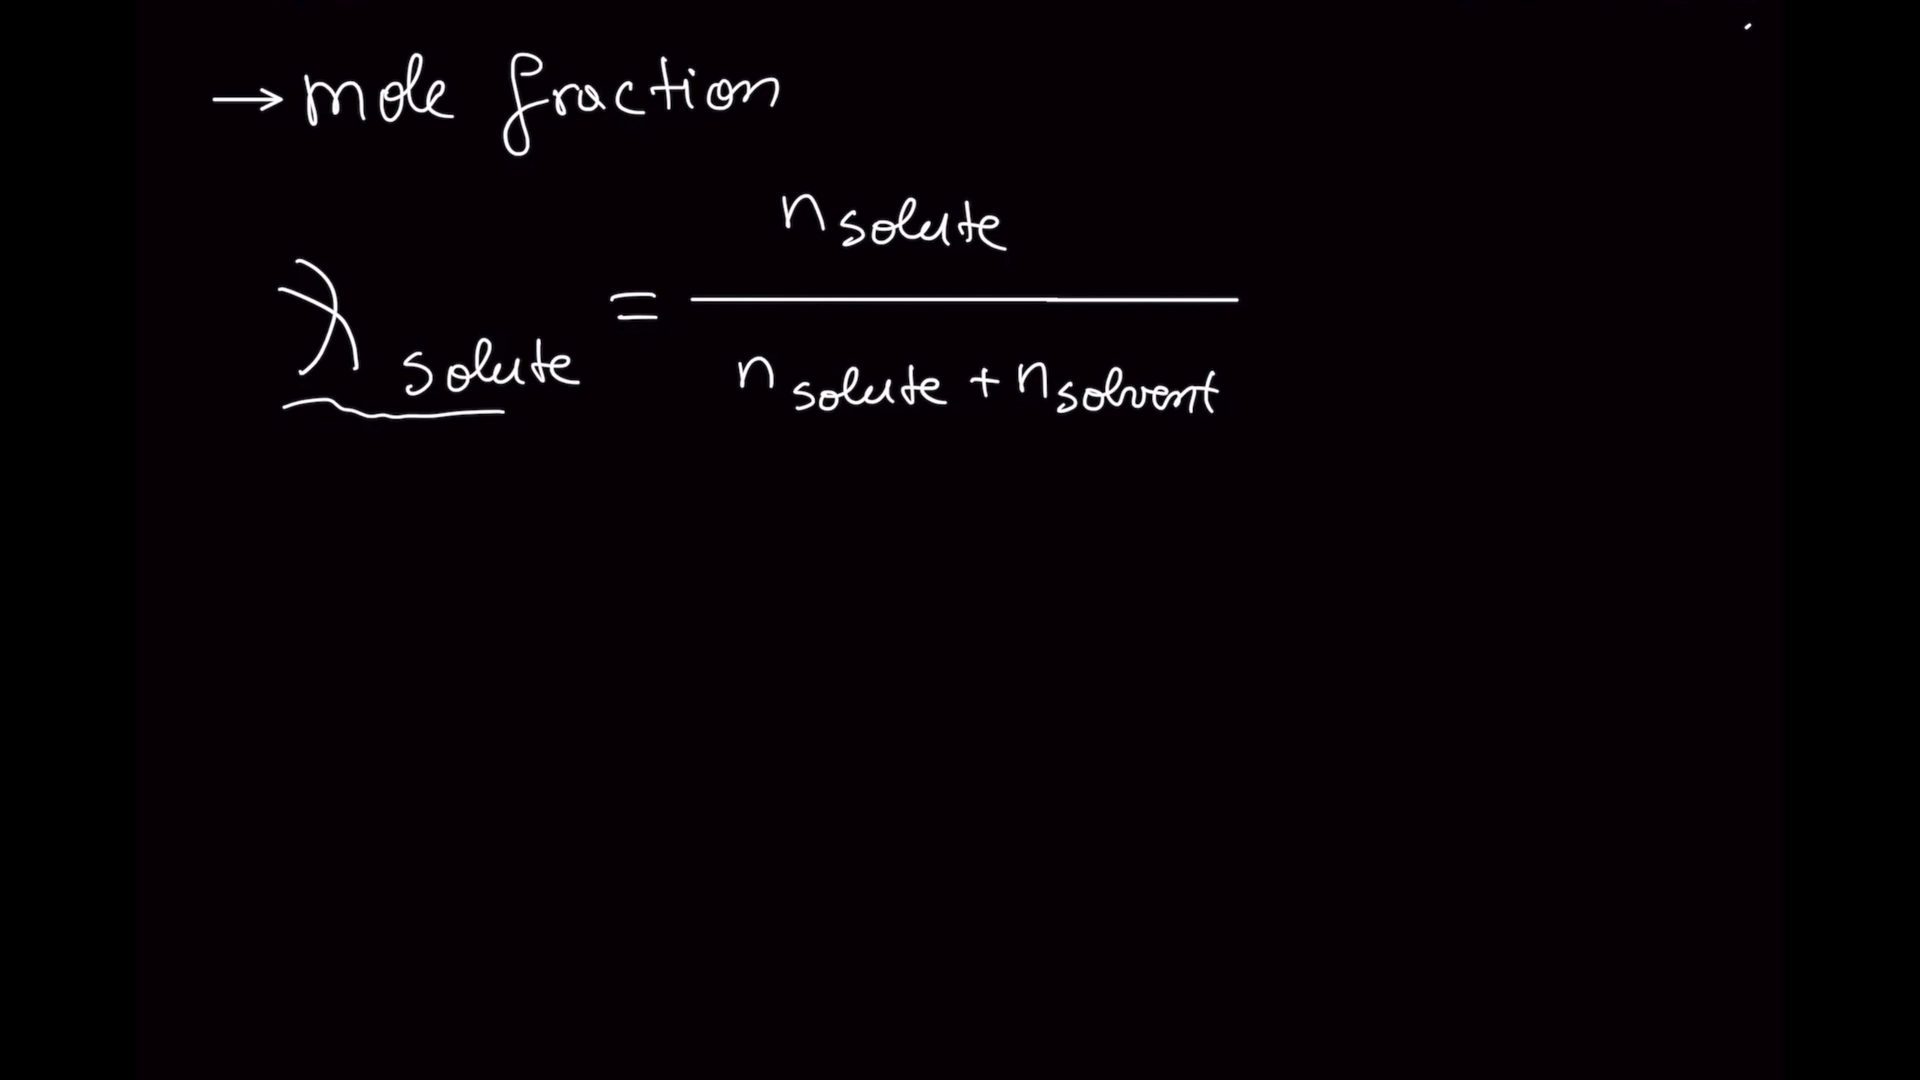 → mole fraction
n solute
χ solute = ―――
n solute + n solvent